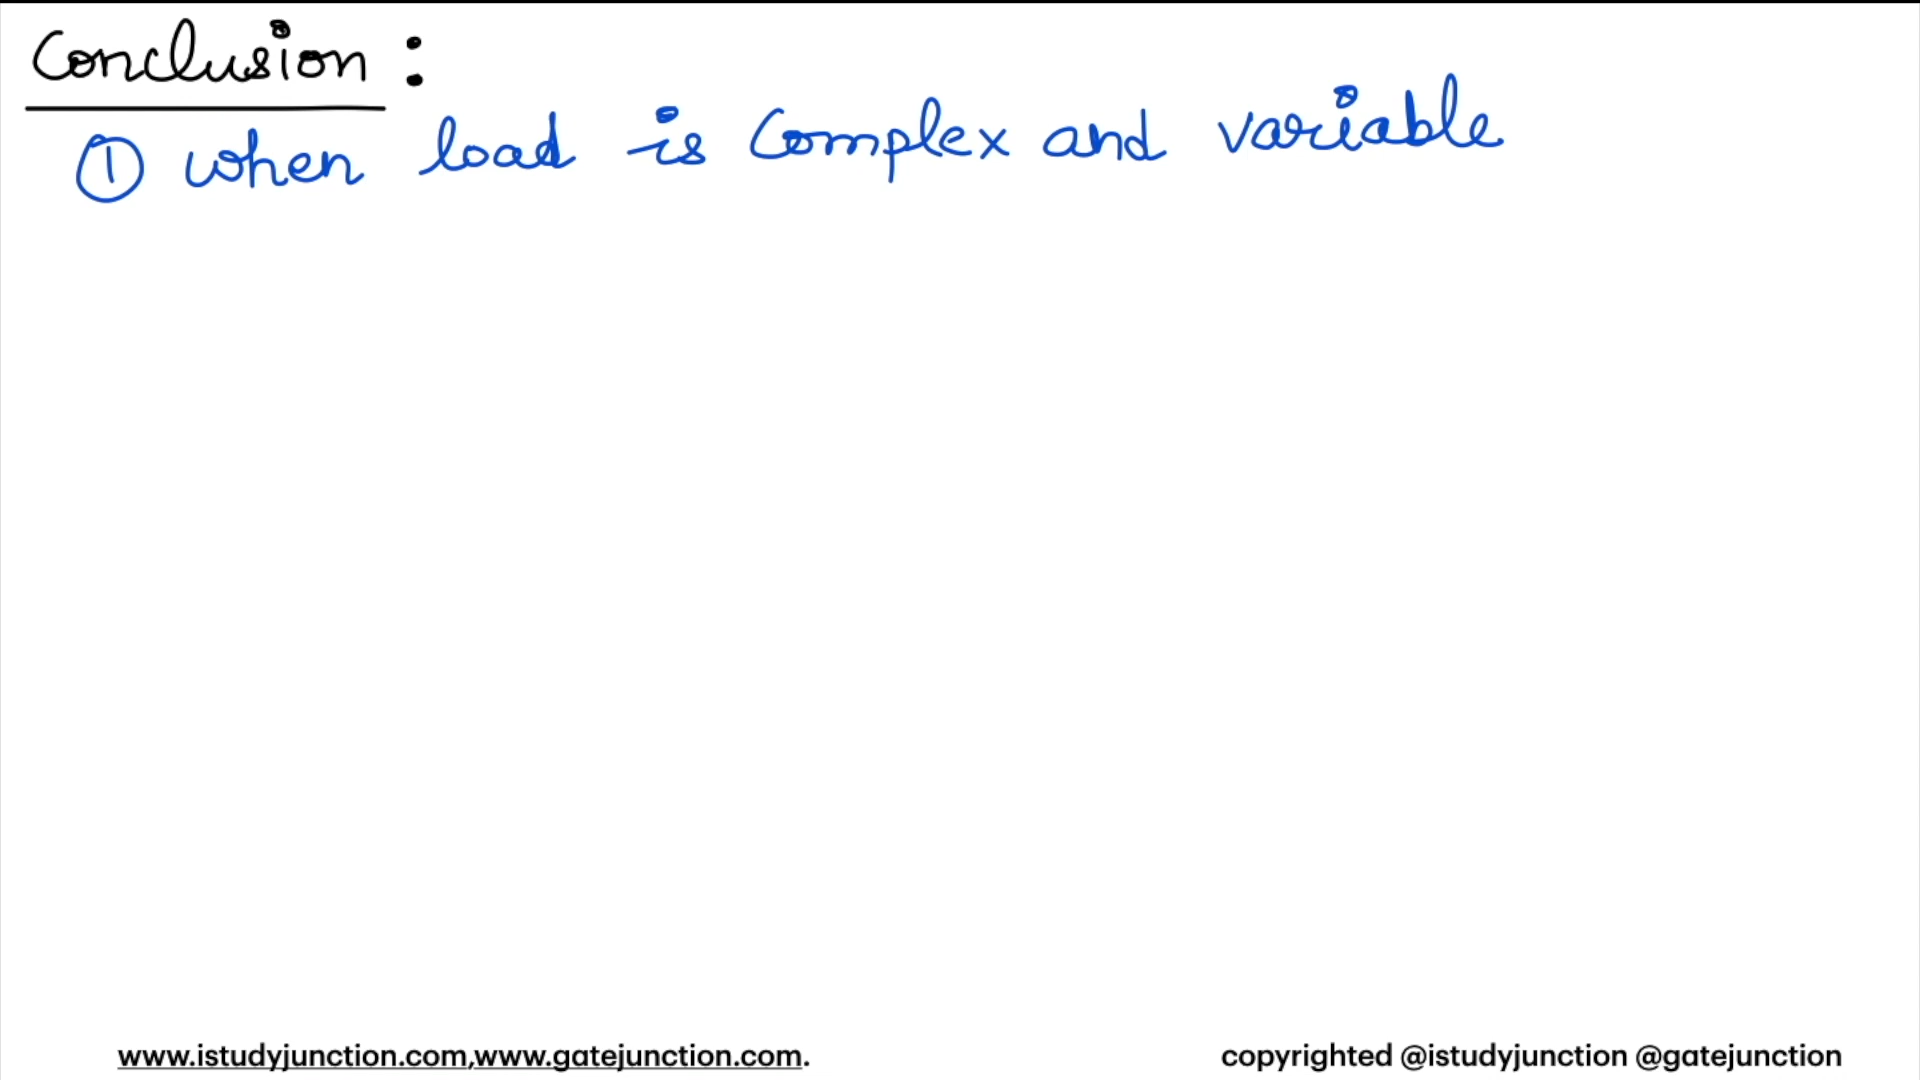 Conclusion :
① when load is complex and variable
www.istudyjunction.com,www.gatejunction.com.
copyrighted @istudyjunction @gatejunction